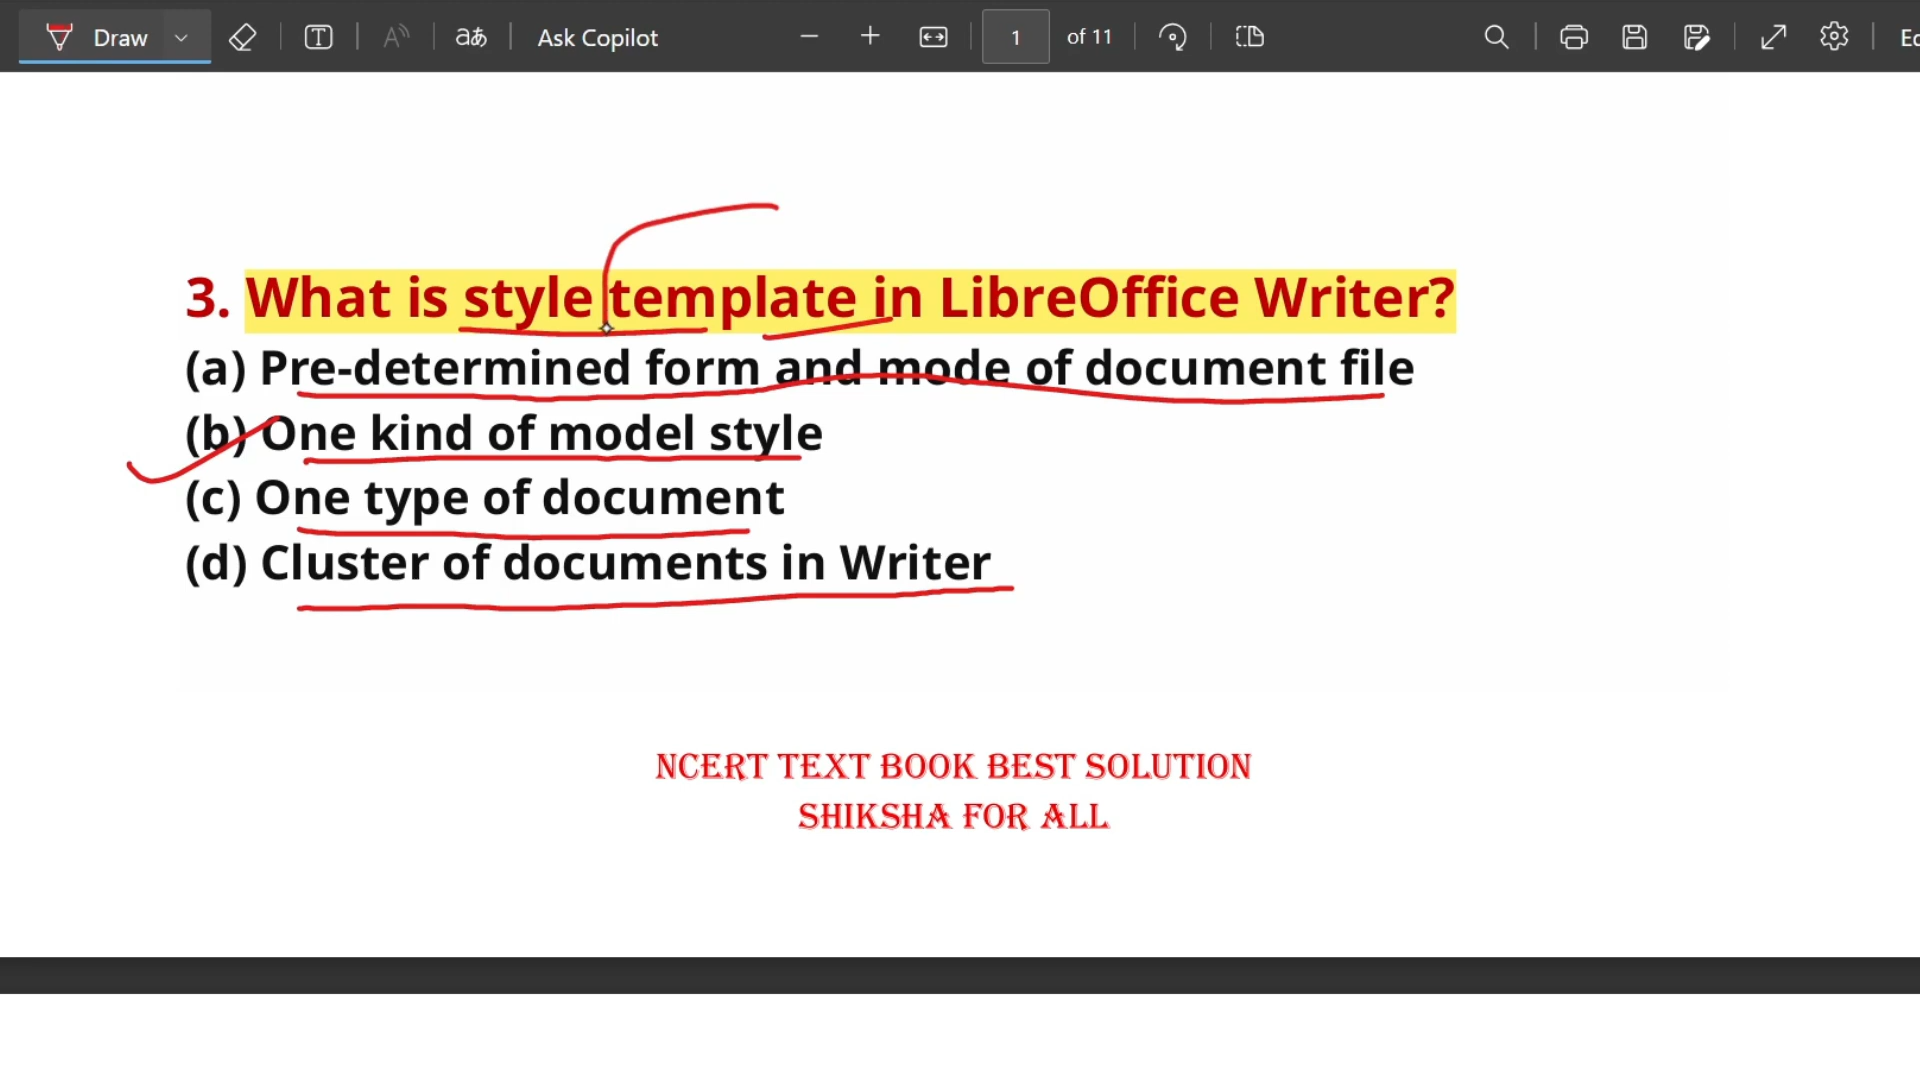 Draw
aあ
Ask Copilot
1
of 11
3. What is style template in LibreOffice Writer?
(a) Pre-determined form and mode of document file
(b) One kind of model style
(c) One type of document
(d) Cluster of documents in Writer
NCERT TEXT BOOK BEST SOLUTION
SHIKSHA FOR ALL